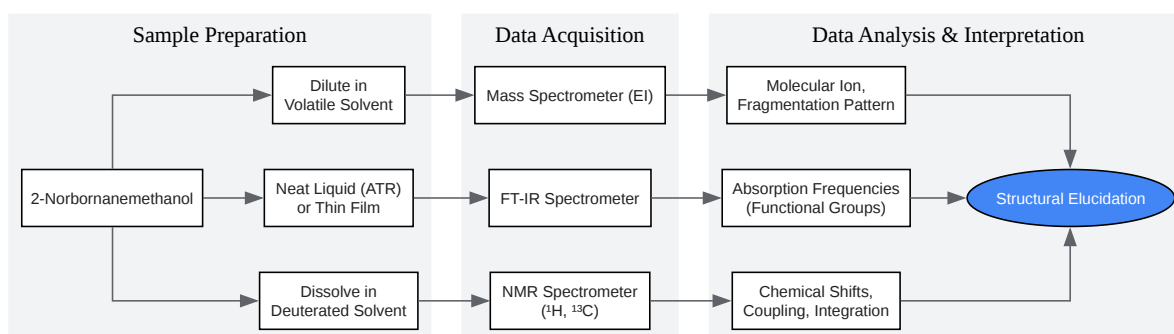 Sample Preparation
Data Acquisition
Data Analysis & Interpretation
Dilute in
Volatile Solvent
Mass Spectrometer (EI)
Molecular Ion,
Fragmentation Pattern
2-Norbornanemethanol
Neat Liquid (ATR)
or Thin Film
FT-IR Spectrometer
Absorption Frequencies
(Functional Groups)
Structural Elucidation
Dissolve in
Deuterated Solvent
NMR Spectrometer
(¹H, ¹³C)
Chemical Shifts,
Coupling, Integration